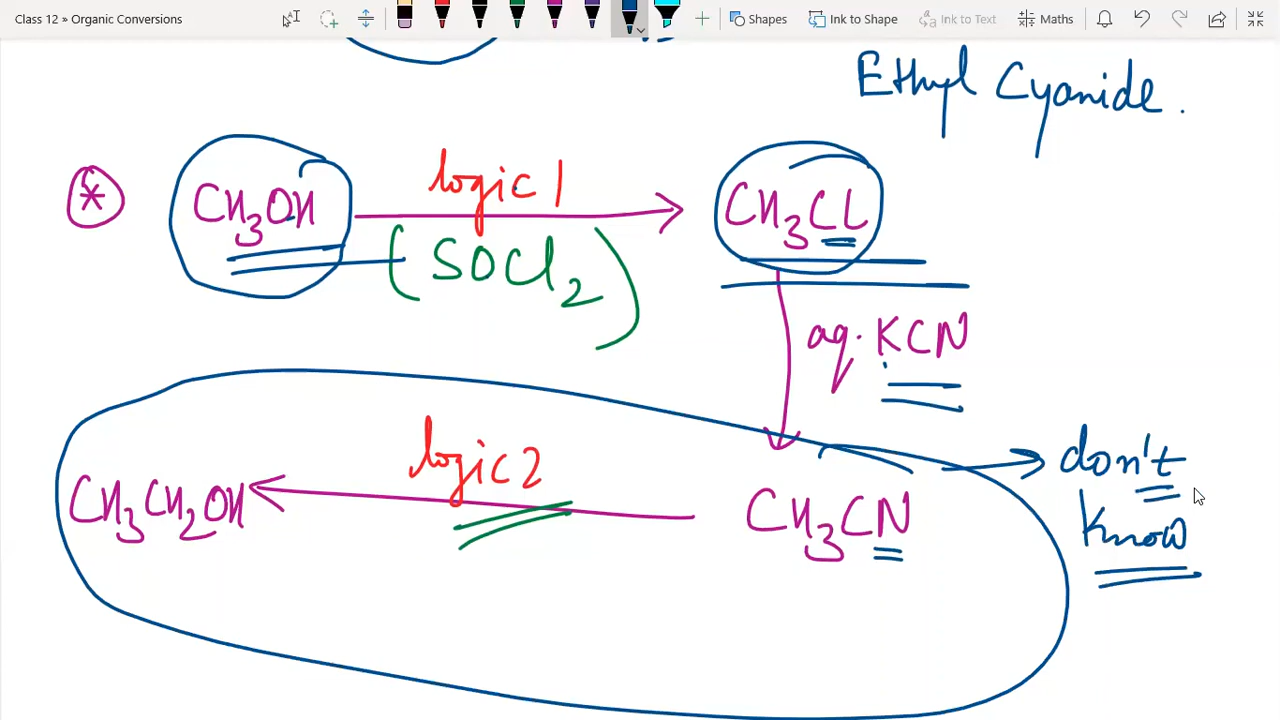 Class 12 » Organic Conversions
Shapes
Ink to Shape
Ink to Text
Maths
Ethyl Cyanide.
* CH3OH logic 1 CH3Cl
(SOCl2)
aq. KCN
don't
know
CH3CH2OH logic 2 CH3CN